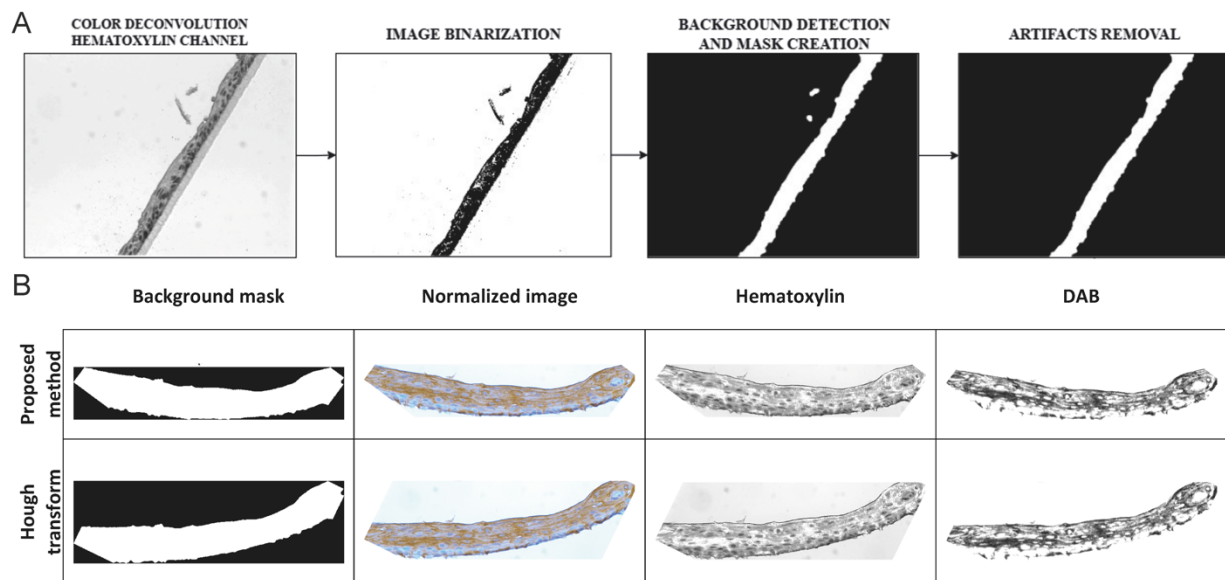 A
COLOR DECONVOLUTION
HEMATOXYLIN CHANNEL
IMAGE BINARIZATION
BACKGROUND DETECTION
AND MASK CREATION
ARTIFACTS REMOVAL
B
Background mask
Normalized image
Hematoxylin
DAB
Proposed
method
Hough
transform